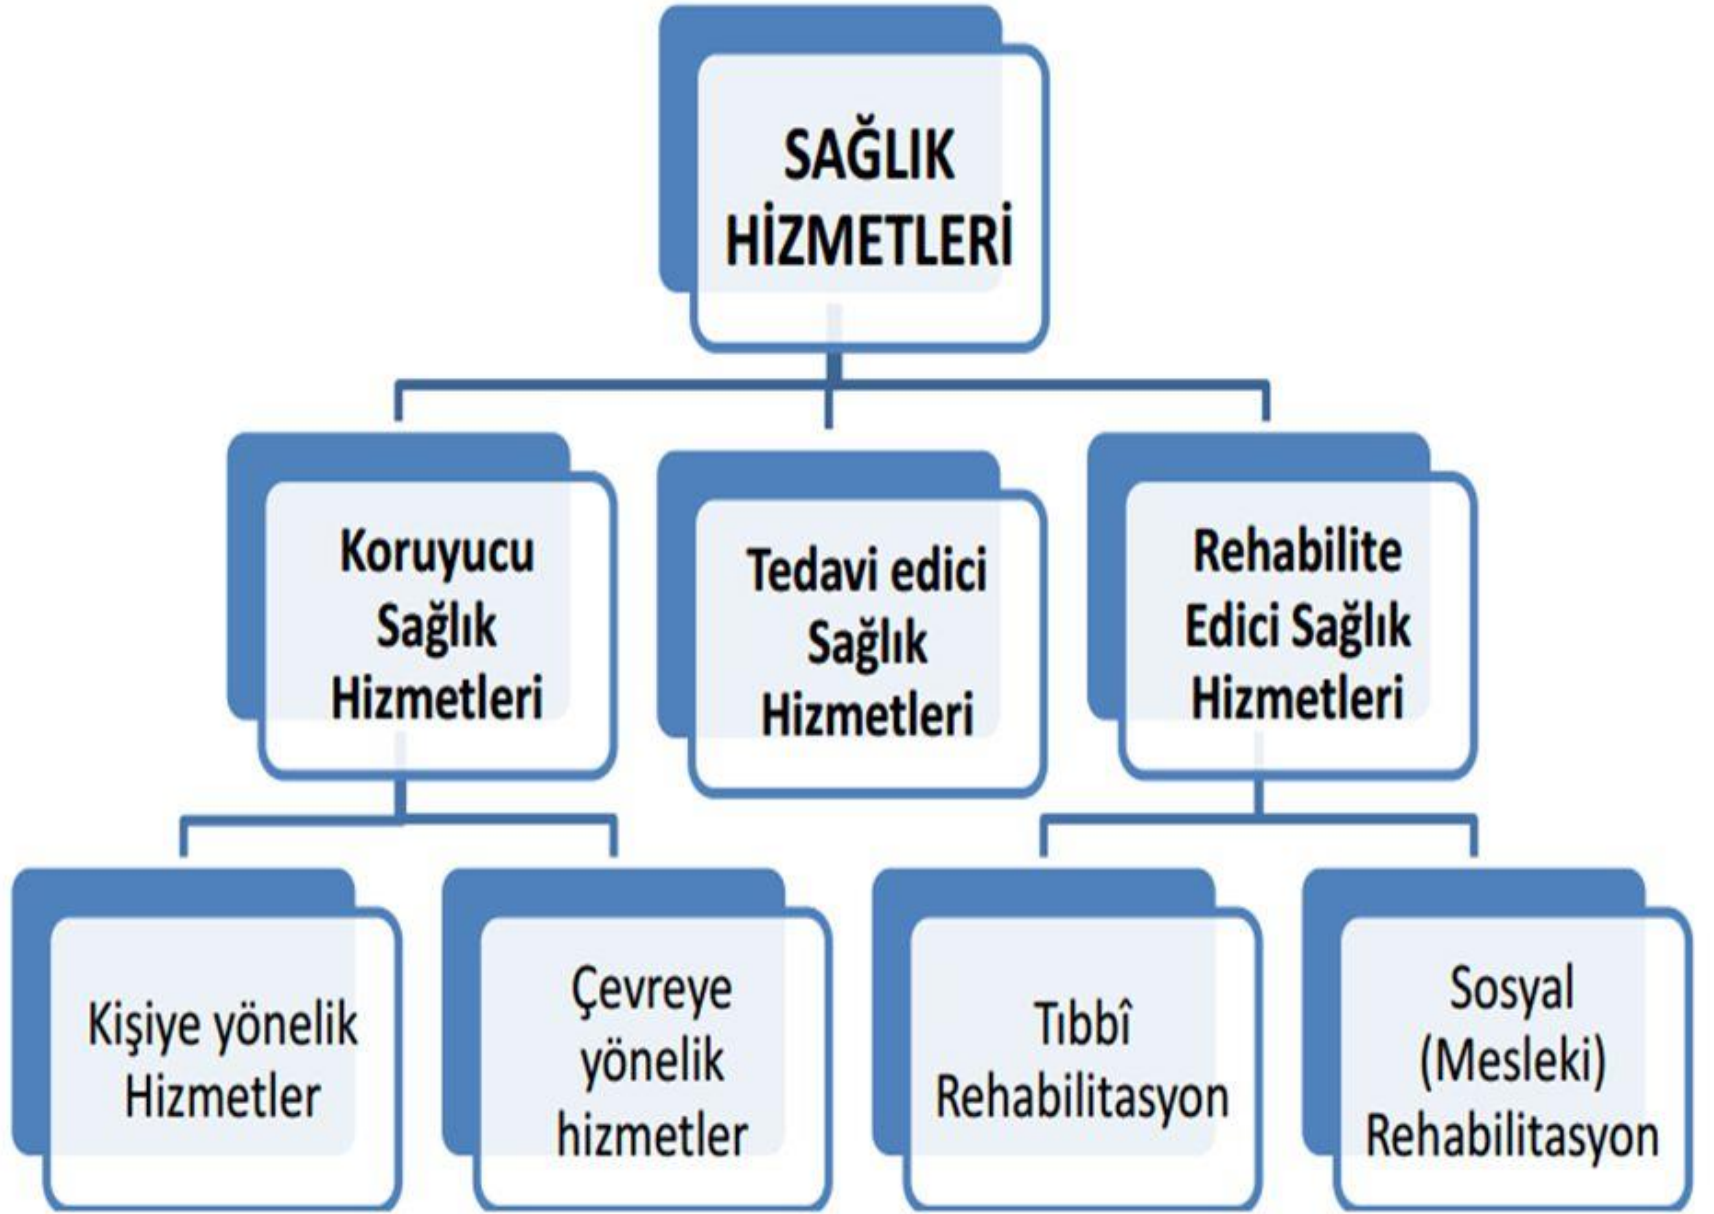 SAĞLIK
HİZMETLERİ
Koruyucu
Sağlık
Hizmetleri
Tedavi edici
Sağlık
Hizmetleri
Rehabilite
Edici Sağlık
Hizmetleri
Kişiye yönelik
Hizmetler
Çevreye
yönelik
hizmetler
Tıbbî
Rehabilitasyon
Sosyal
(Mesleki)
Rehabilitasyon